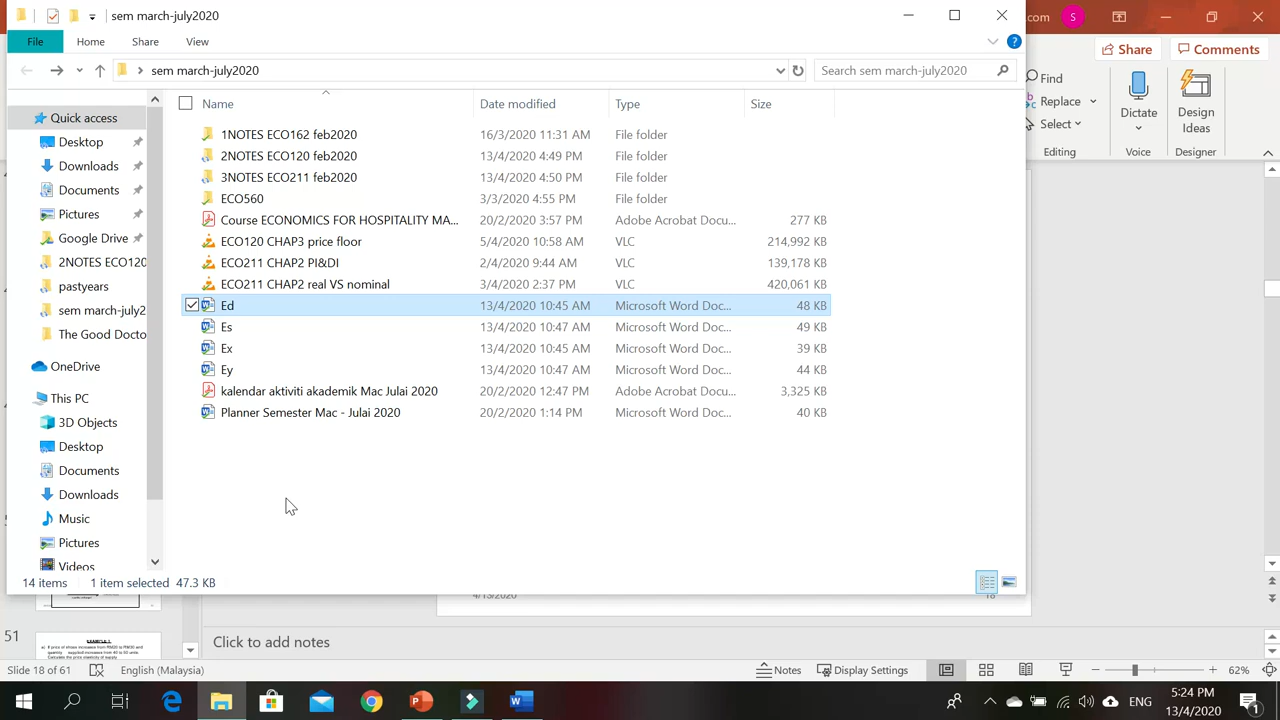 sem march-july2020
.com S
File Home Share View
Share Comments
sem march-july2020
Search sem march-july2020
Find
Replace
Select
Editing
Dictate
Voice
Design
Ideas
Designer
Name Date modified Type Size
Quick access
Desktop
Downloads
Documents
Pictures
Google Drive
2NOTES ECO120
pastyears
sem march-july2
The Good Docto
OneDrive
This PC
3D Objects
Desktop
Documents
Downloads
Music
Pictures
Videos
1NOTES ECO162 feb2020 16/3/2020 11:31 AM File folder
2NOTES ECO120 feb2020 13/4/2020 4:49 PM File folder
3NOTES ECO211 feb2020 13/4/2020 4:50 PM File folder
ECO560 3/3/2020 4:55 PM File folder
Course ECONOMICS FOR HOSPITALITY MA... 20/2/2020 3:57 PM Adobe Acrobat Docu... 277 KB
ECO120 CHAP3 price floor 5/4/2020 10:58 AM VLC 214,992 KB
ECO211 CHAP2 PI&DI 2/4/2020 9:44 AM VLC 139,178 KB
ECO211 CHAP2 real VS nominal 3/4/2020 2:37 PM VLC 420,061 KB
Ed 13/4/2020 10:45 AM Microsoft Word Doc... 48 KB
Es 13/4/2020 10:47 AM Microsoft Word Doc... 49 KB
Ex 13/4/2020 10:45 AM Microsoft Word Doc... 39 KB
Ey 13/4/2020 10:47 AM Microsoft Word Doc... 44 KB
kalendar aktiviti akademik Mac Julai 2020 20/2/2020 12:47 PM Adobe Acrobat Docu... 3,325 KB
Planner Semester Mac - Julai 2020 20/2/2020 1:14 PM Microsoft Word Doc... 40 KB
14 items 1 item selected 47.3 KB
4/13/2020 18
51
EXAMPLE 1
Click to add notes
Slide 18 of 61 English (Malaysia) Notes Display Settings 62%
ENG
5:24 PM
13/4/2020
1